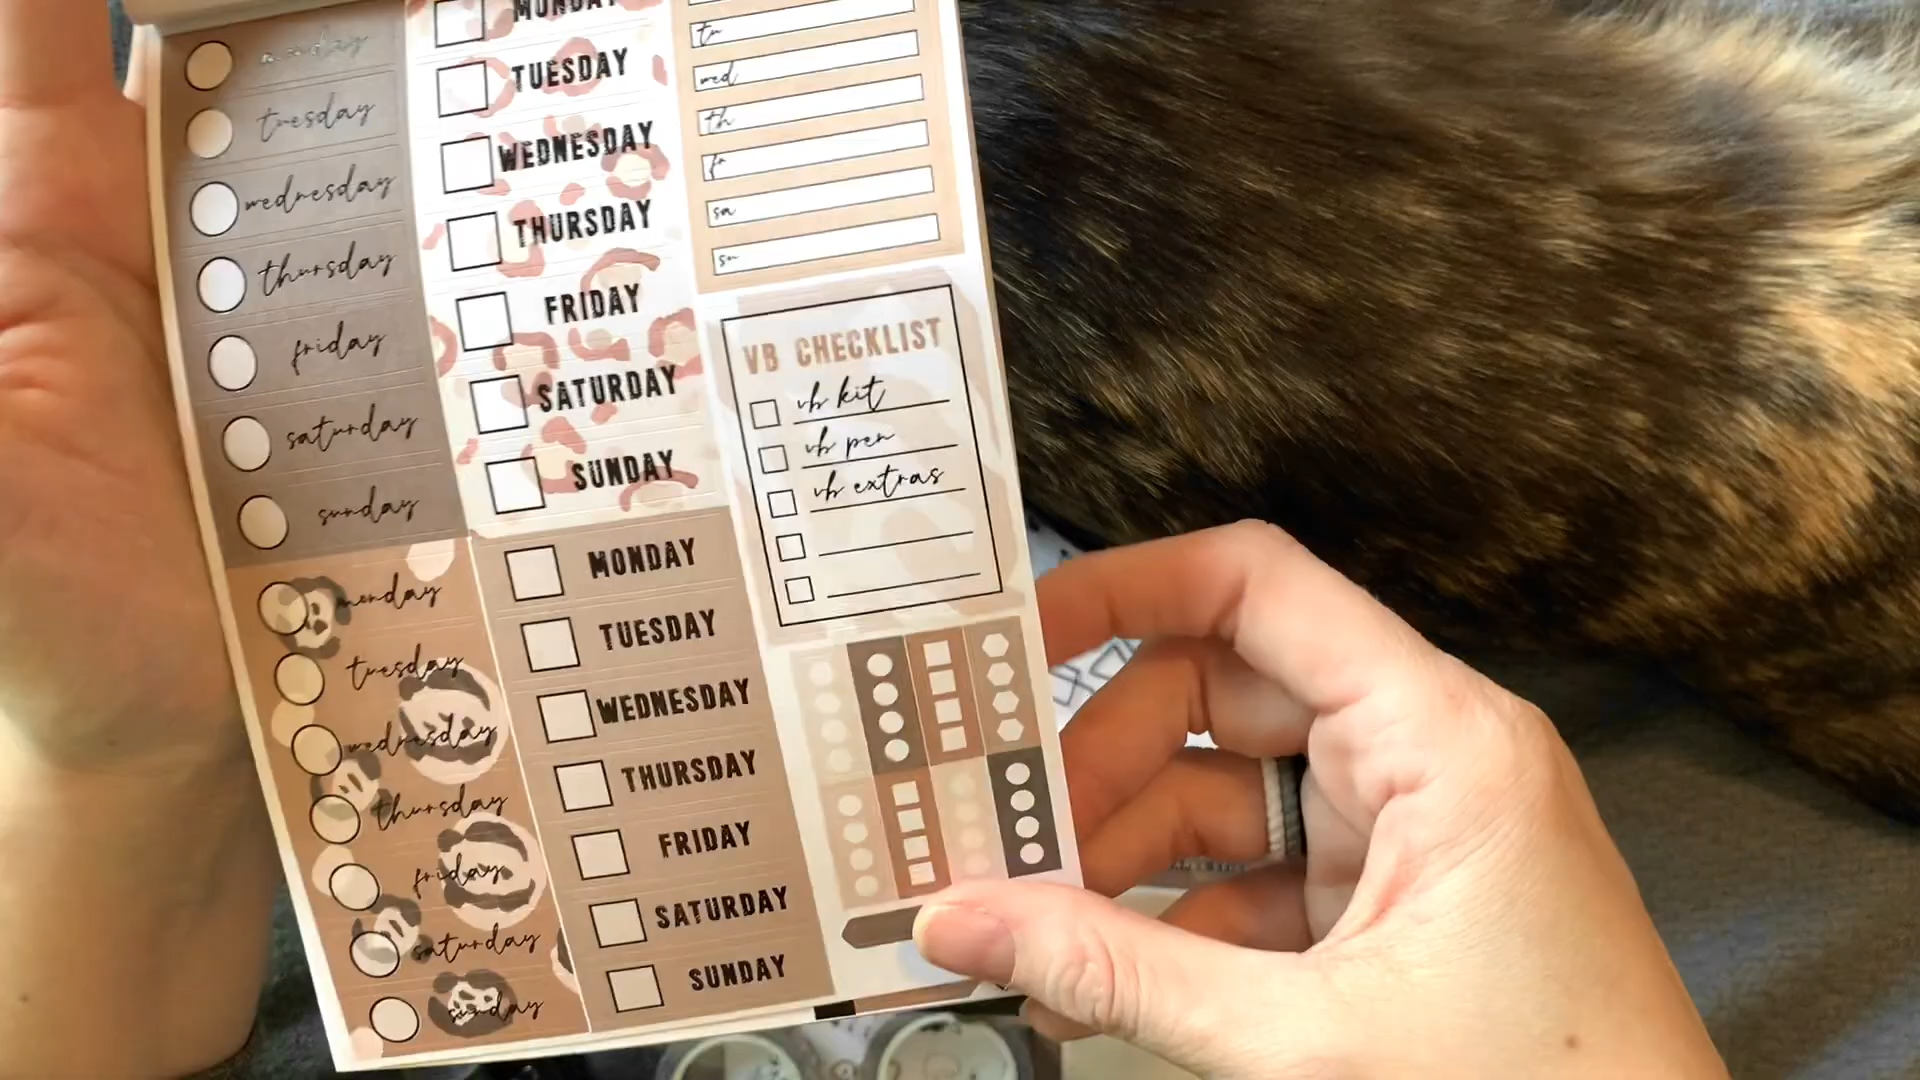 monday
tuesday
wednesday
thursday
friday
saturday
sunday
monday
tuesday
wednesday
thursday
friday
saturday
sunday
MONDAY
TUESDAY
WEDNESDAY
THURSDAY
FRIDAY
SATURDAY
SUNDAY
MONDAY
TUESDAY
WEDNESDAY
THURSDAY
FRIDAY
SATURDAY
SUNDAY
tu
wed
th
fr
sa
su
VB CHECKLIST
vb kit
vb pen
vb extras